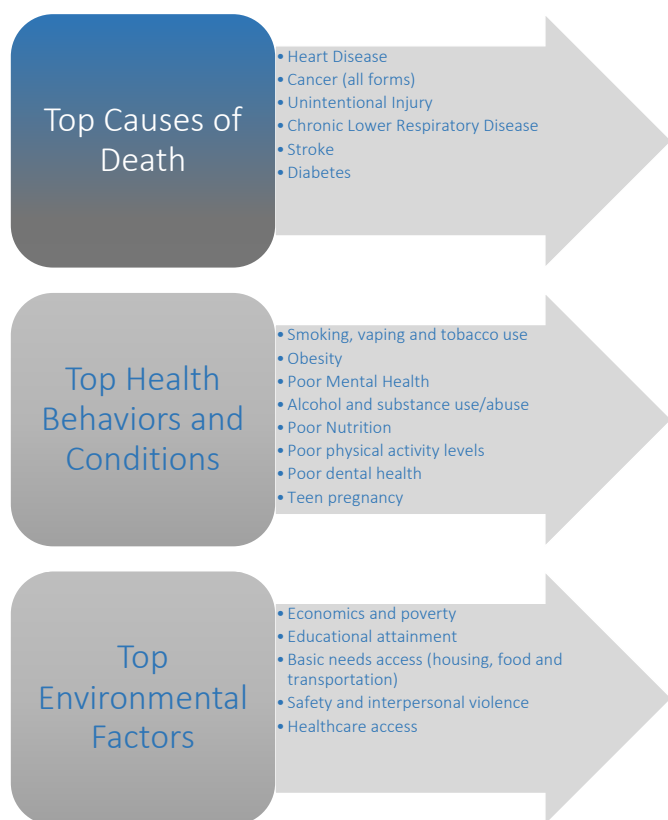 Top Causes of
Death
• Heart Disease
• Cancer (all forms)
• Unintentional Injury
• Chronic Lower Respiratory Disease
• Stroke
• Diabetes
Top Health
Behaviors and
Conditions
• Smoking, vaping and tobacco use
• Obesity
• Poor Mental Health
• Alcohol and substance use/abuse
• Poor Nutrition
• Poor physical activity levels
• Poor dental health
• Teen pregnancy
Top
Environmental
Factors
• Economics and poverty
• Educational attainment
• Basic needs access (housing, food and
transportation)
• Safety and interpersonal violence
• Healthcare access